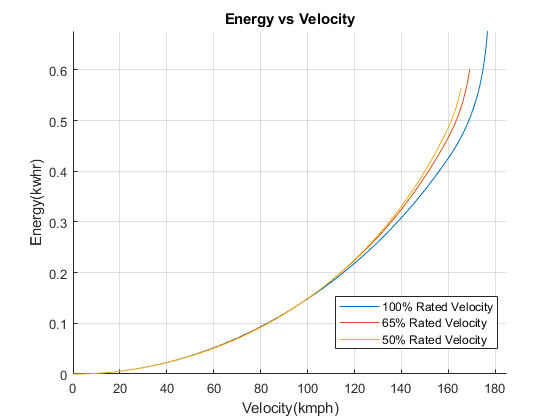 Energy vs Velocity
Energy(kwhr)
0.6
0.5
0.4
0.3
0.2
0.1
0
100% Rated Velocity
65% Rated Velocity
50% Rated Velocity
0 20 40 60 80 100 120 140 160 180
Velocity(kmph)